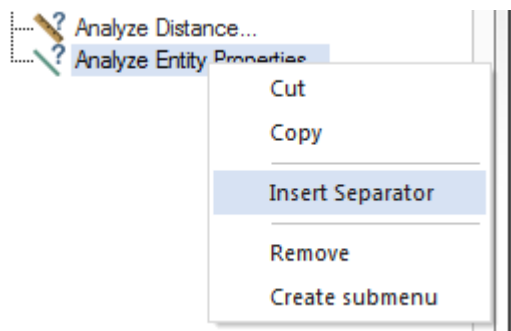 Analyze Distance...
Analyze Entity Properties...
Cut
Copy
Insert Separator
Remove
Create submenu